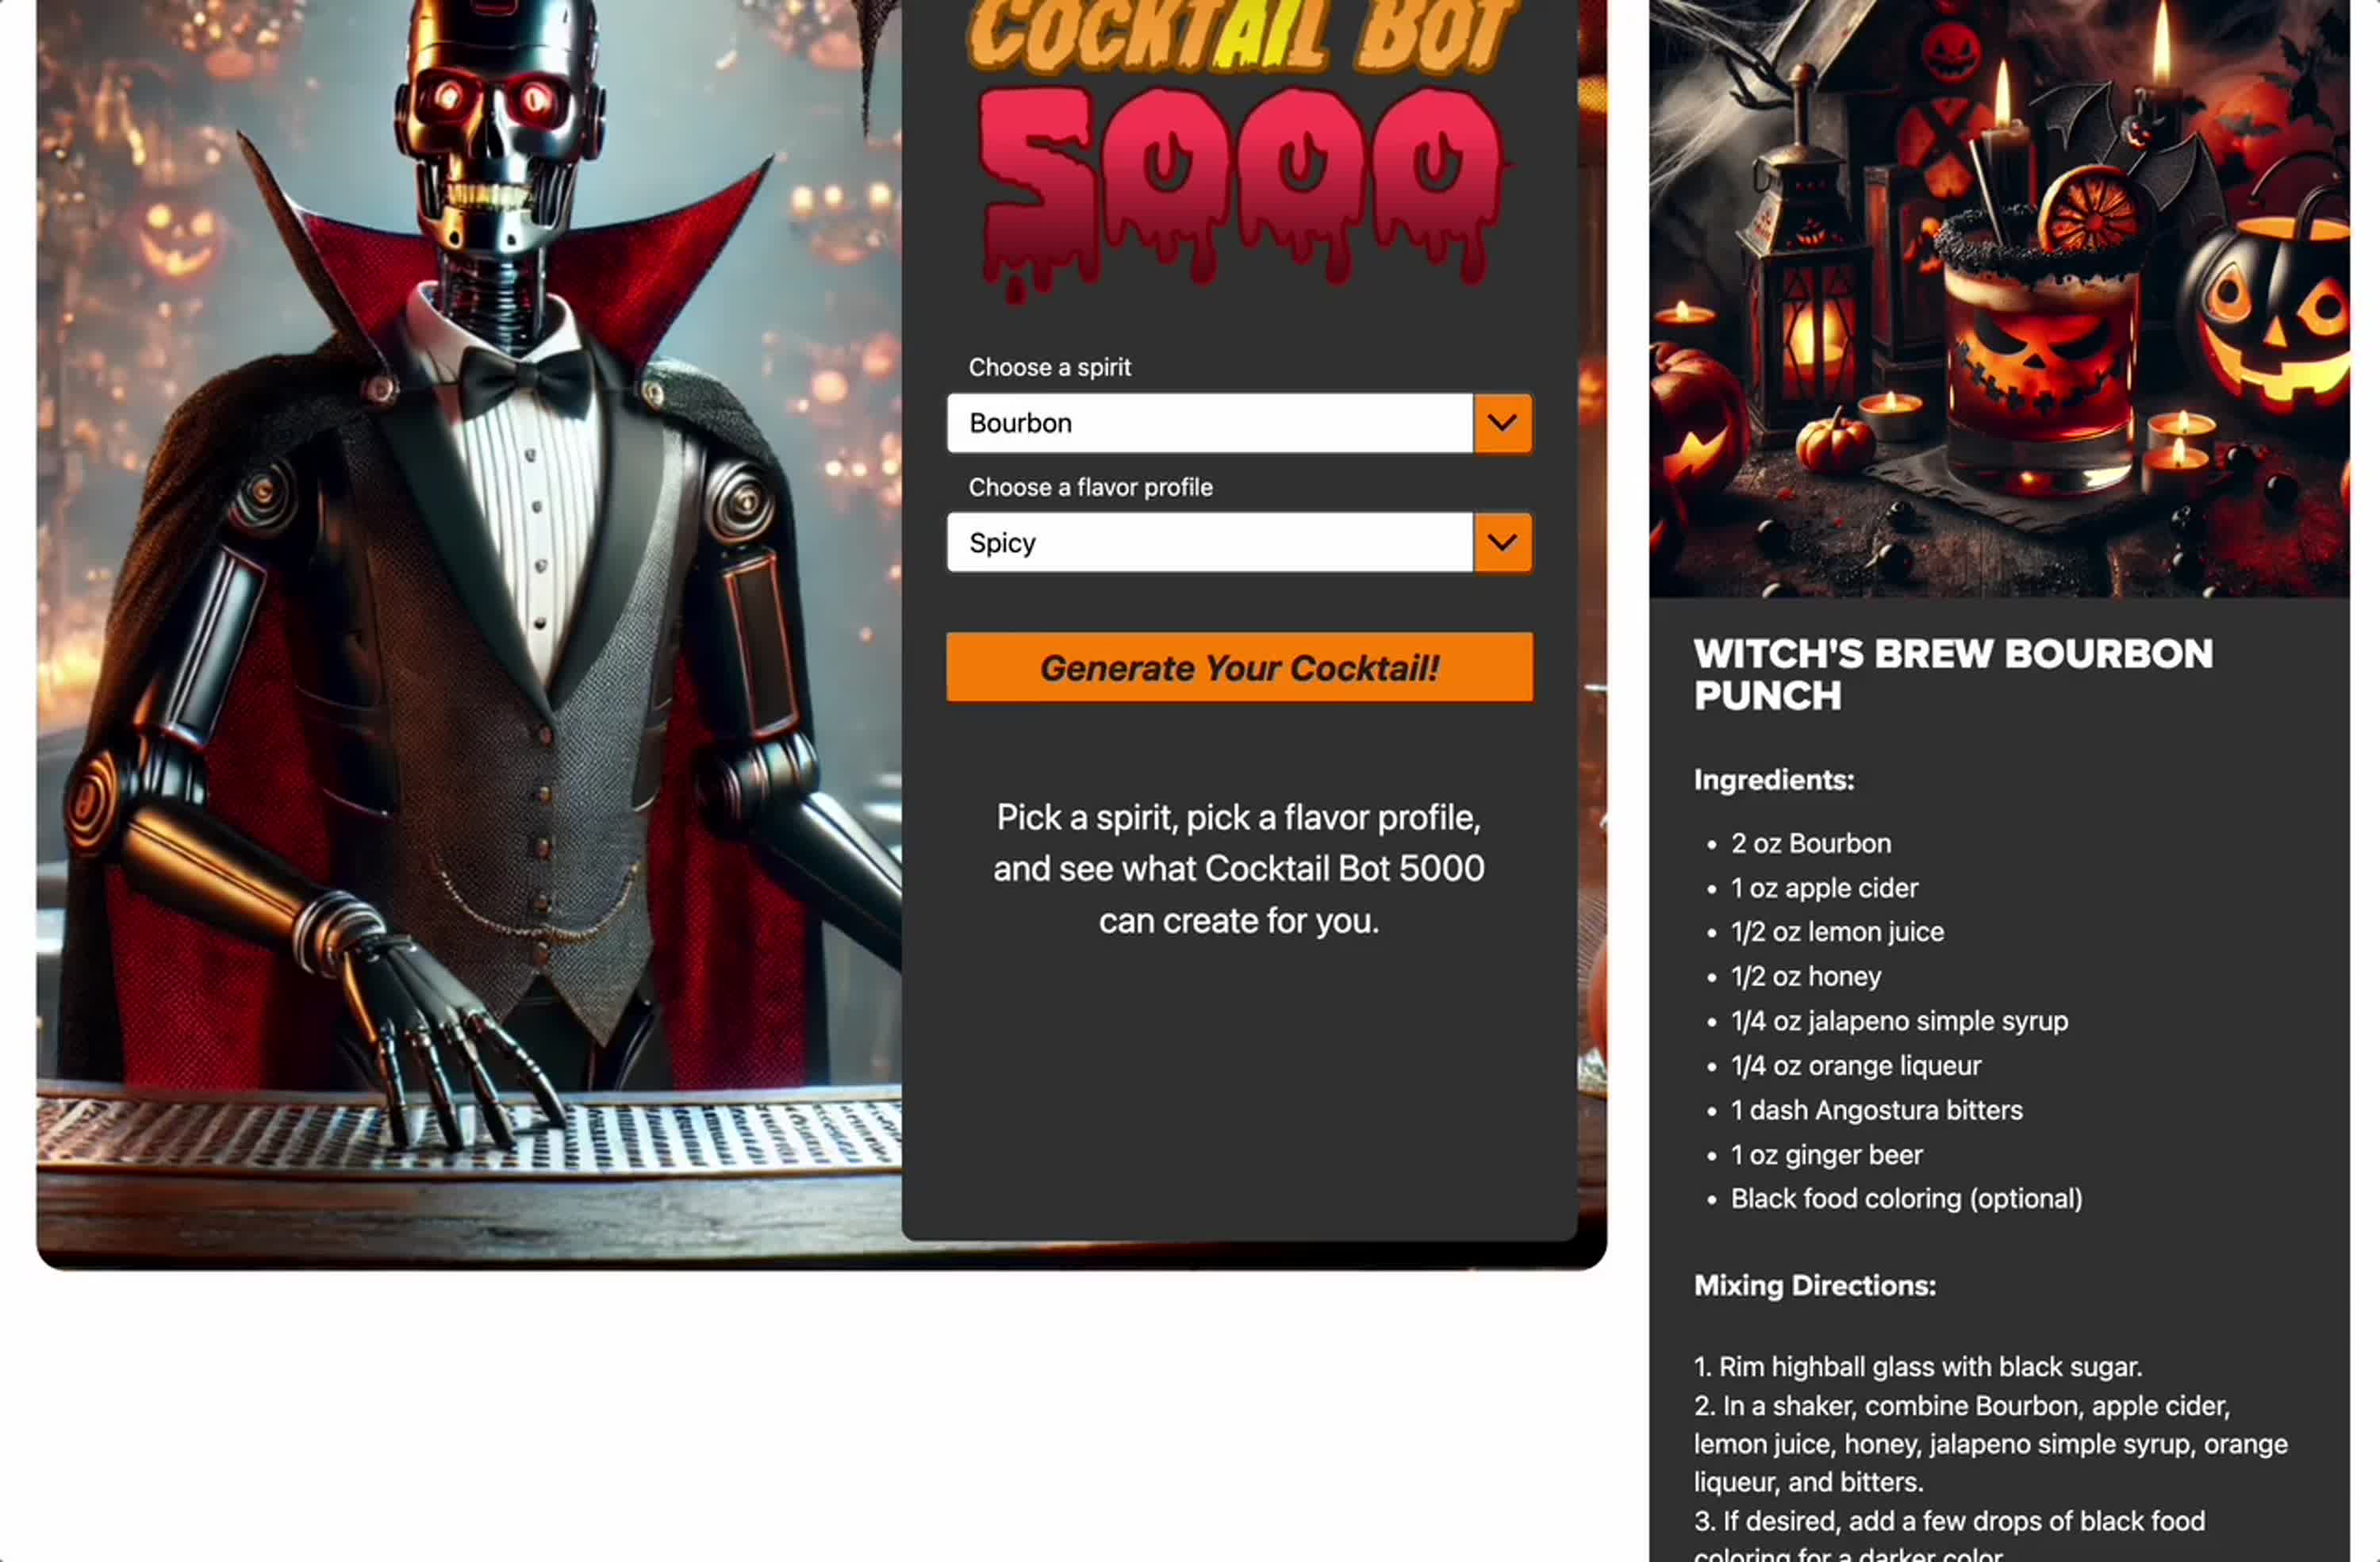 COCKTAIL BOT
5000
Choose a spirit
Bourbon
Choose a flavor profile
Spicy
Generate Your Cocktail!
Pick a spirit, pick a flavor profile,
and see what Cocktail Bot 5000
can create for you.
WITCH'S BREW BOURBON
PUNCH
Ingredients:
• 2 oz Bourbon
• 1 oz apple cider
• 1/2 oz lemon juice
• 1/2 oz honey
• 1/4 oz jalapeno simple syrup
• 1/4 oz orange liqueur
• 1 dash Angostura bitters
• 1 oz ginger beer
• Black food coloring (optional)
Mixing Directions:
1. Rim highball glass with black sugar.
2. In a shaker, combine Bourbon, apple cider,
lemon juice, honey, jalapeno simple syrup, orange
liqueur, and bitters.
3. If desired, add a few drops of black food
coloring for a darker color